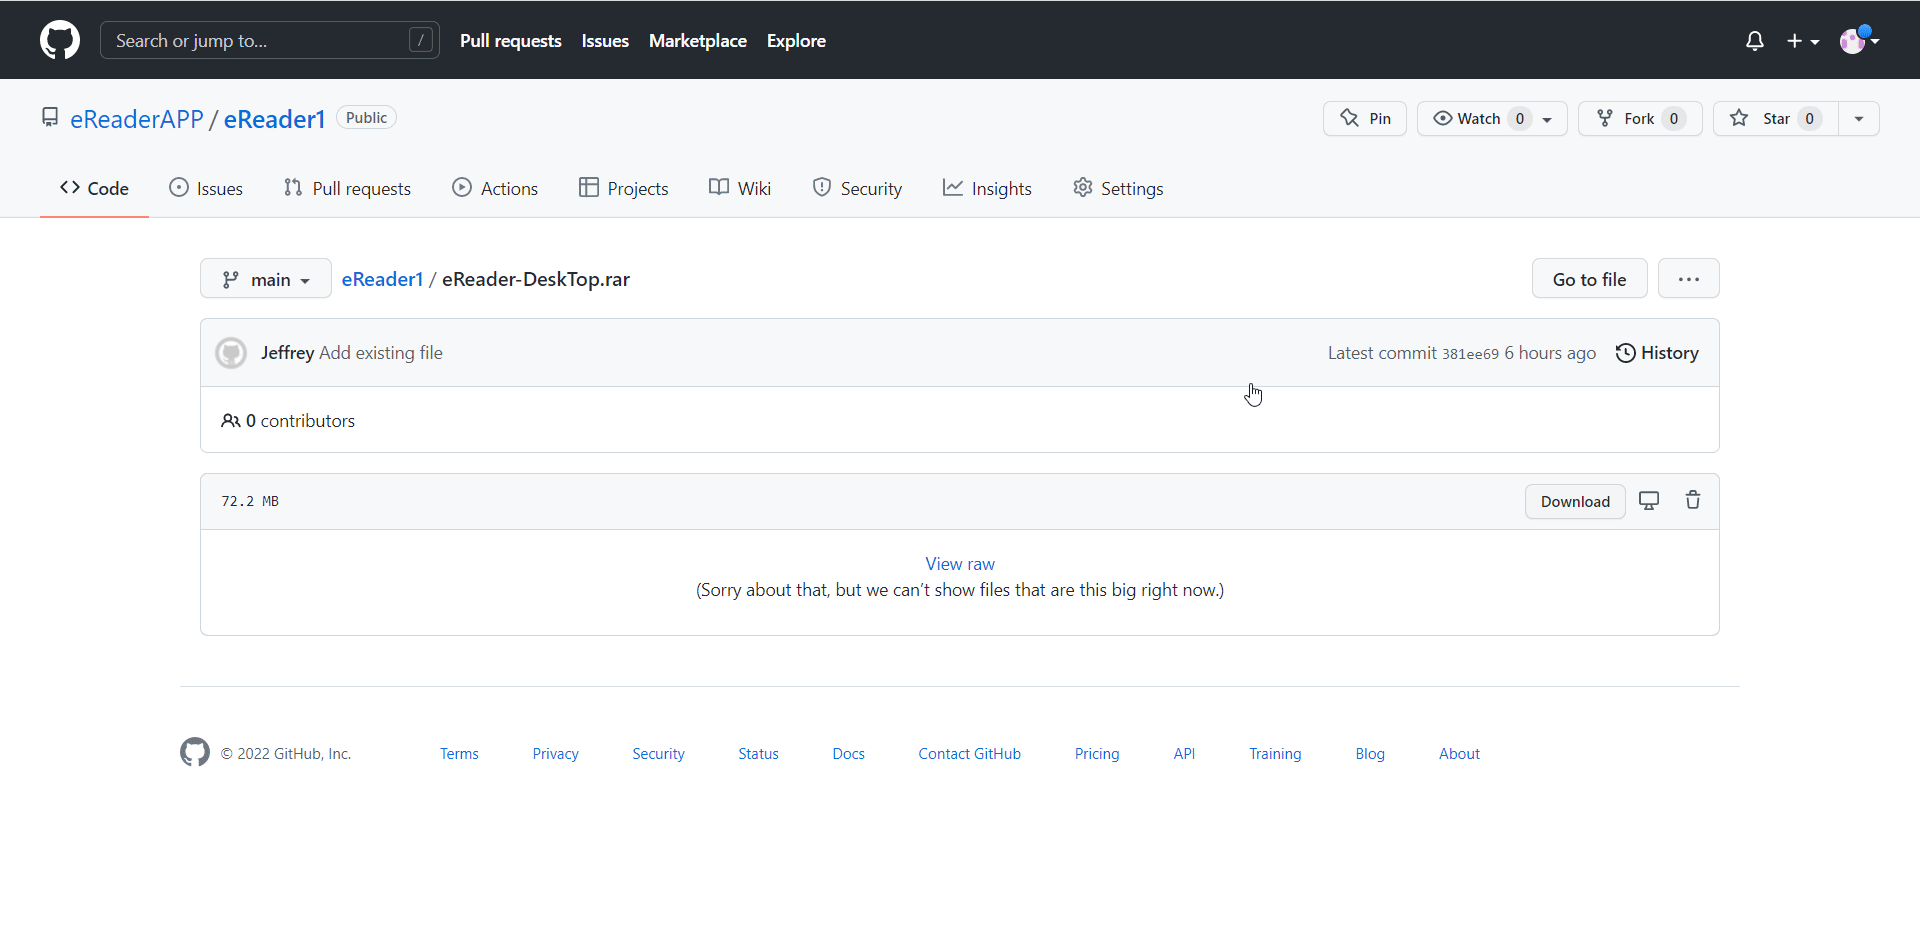 Search or jump to... / Pull requests Issues Marketplace Explore
eReaderAPP / eReader1 Public Pin Watch 0 Fork 0 Star 0
Code Issues Pull requests Actions Projects Wiki Security Insights Settings
main eReader1 / eReader-DeskTop.rar Go to file ...
Jeffrey Add existing file Latest commit 381ee69 6 hours ago History
0 contributors
72.2 MB Download
View raw
(Sorry about that, but we can't show files that are this big right now.)
© 2022 GitHub, Inc. Terms Privacy Security Status Docs Contact GitHub Pricing API Training Blog About